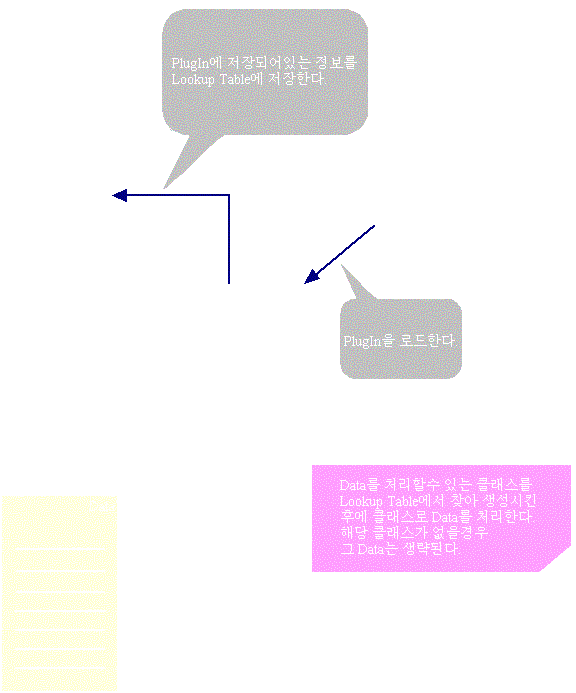 PlugIn에 저장되어있는 정보를
Lookup Table에 저장한다
PlugIn을 로드한다
Data를 처리할수 있는 클래스를
Lookup Table에서 찾아 생성시킨
후에 클래스로 Data를 처리한다
해당 클래스가 없을경우
그 Data는 생략된다